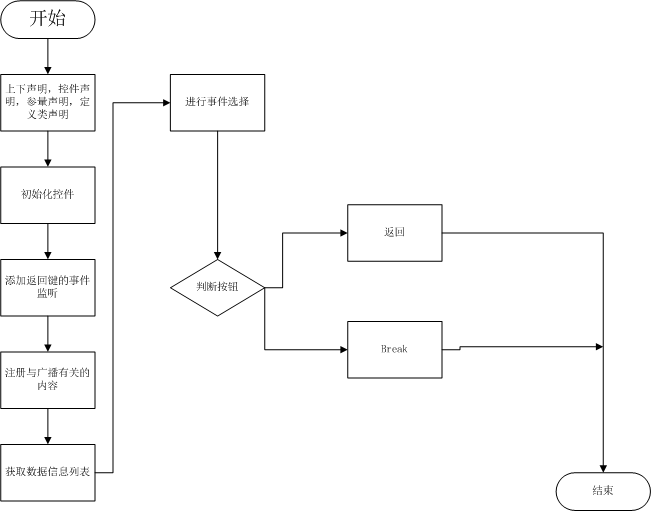 开始
上下声明，控件声
明，参量声明，定
义类声明
初始化控件
添加返回键的事件
监听
注册与广播有关的
内容
获取数据信息列表
进行事件选择
判断按钮
返回
Break
结束